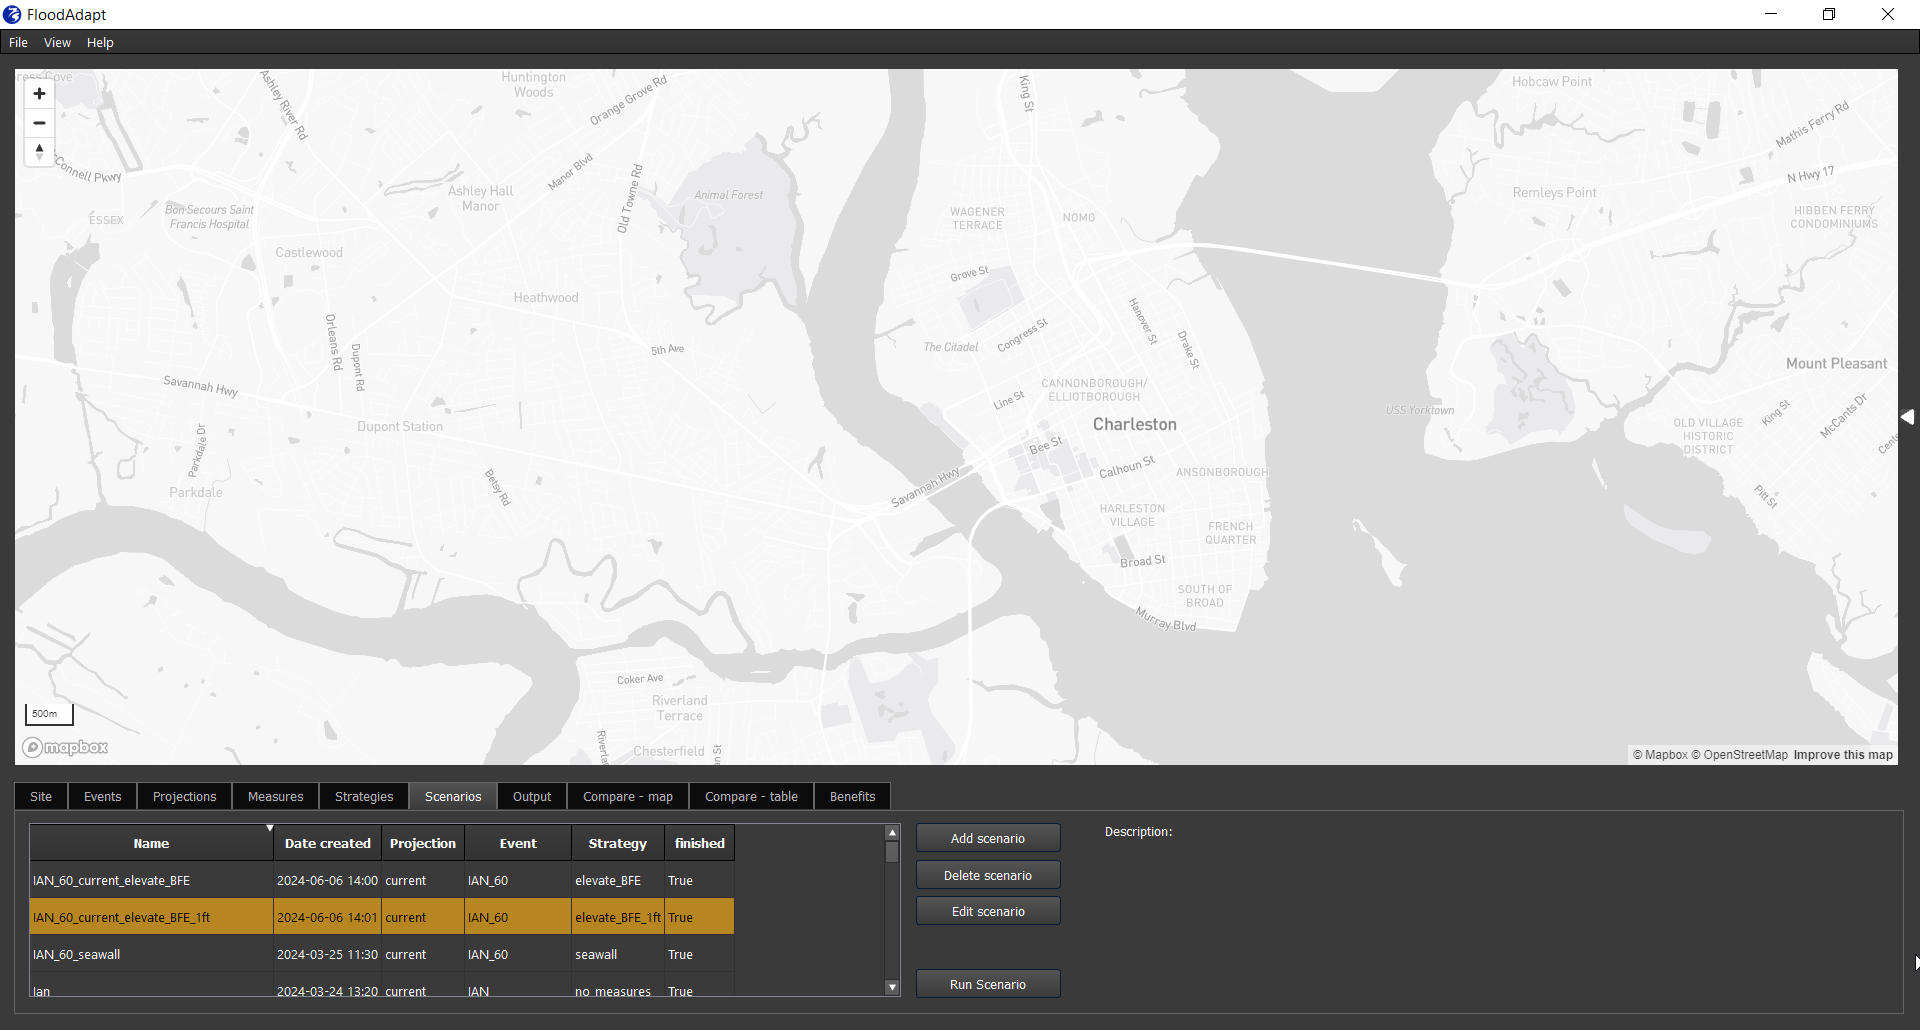 FloodAdapt
File View Help
Huntington
Woods
Orange Grove Rd
Ashley River Rd
King St
Hobcaw Point
Mathis Ferry Rd
Manor Blvd
Ashley Hall
Manor
Old Towne Rd
Animal Forest
N Hwy 17
Remleys Point
ESSEX
Bon Secours Saint
Francis Hospital
WAGENER
TERRACE
NOMO
HIBBEN FERRY
CONDOMINIUMS
Castlewood
Grove St
Heathwood
Hanover St
Drake St
Orleans Rd
Dupont Rd
5th Ave
The Citadel
Congress St
Mount Pleasant
Savannah Hwy
CANNONBOROUGH/
ELLIOTBOROUGH
Line St
USS Yorktown
King St
McCants Dr
Dupont Station
Charleston
OLD VILLAGE
HISTORIC
DISTRICT
Parkdale Dr
Bee St
Calhoun St
ANSONBOROUGH
Parkdale
Betsy Rd
Savannah Hwy
Pitt St
HARLESTON
VILLAGE
FRENCH
QUARTER
Broad St
SOUTH OF
BROAD
Murray Blvd
Coker Ave
Riverland
Terrace
Chesterfield
500m
mapbox
© Mapbox © OpenStreetMap Improve this map
Site Events Projections Measures Strategies Scenarios Output Compare - map Compare - table Benefits
Name Date created Projection Event Strategy finished
IAN_60_current_elevate_BFE 2024-06-06 14:00 current IAN_60 elevate_BFE True
IAN_60_current_elevate_BFE_1ft 2024-06-06 14:01 current IAN_60 elevate_BFE_1ft True
IAN_60_seawall 2024-03-25 11:30 current IAN_60 seawall True
Ian 2024-03-24 13:20 current IAN no_measures True
Add scenario
Delete scenario
Edit scenario
Run Scenario
Description: